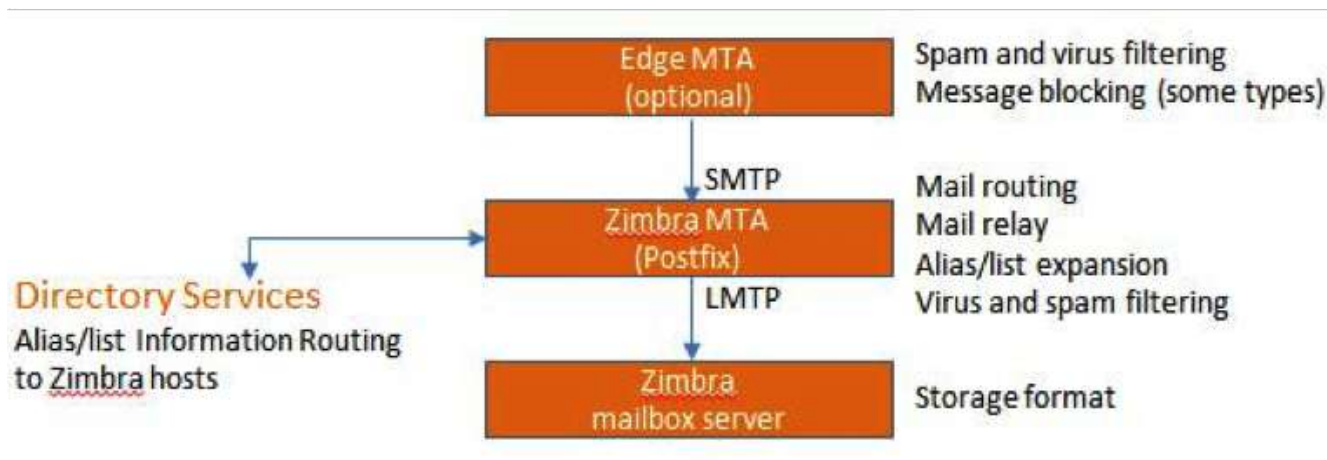 Edge MTA
(optional)
Spam and virus filtering
Message blocking (some types)
SMTP
Zimbra MTA
(Postfix)
Mail routing
Mail relay
Alias/list expansion
Virus and spam filtering
Directory Services
Alias/list Information Routing
to Zimbra hosts
LMTP
Zimbra
mailbox server
Storage format